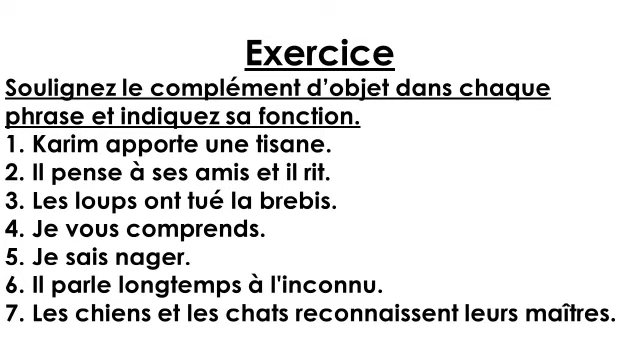 Exercice
Soulignez le complément d’objet dans chaque
phrase et indiquez sa fonction.
1. Karim apporte une tisane.
2. Il pense à ses amis et il rit.
3. Les loups ont tué la brebis.
4. Je vous comprends.
5. Je sais nager.
6. Il parle longtemps à l'inconnu.
7. Les chiens et les chats reconnaissent leurs maîtres.